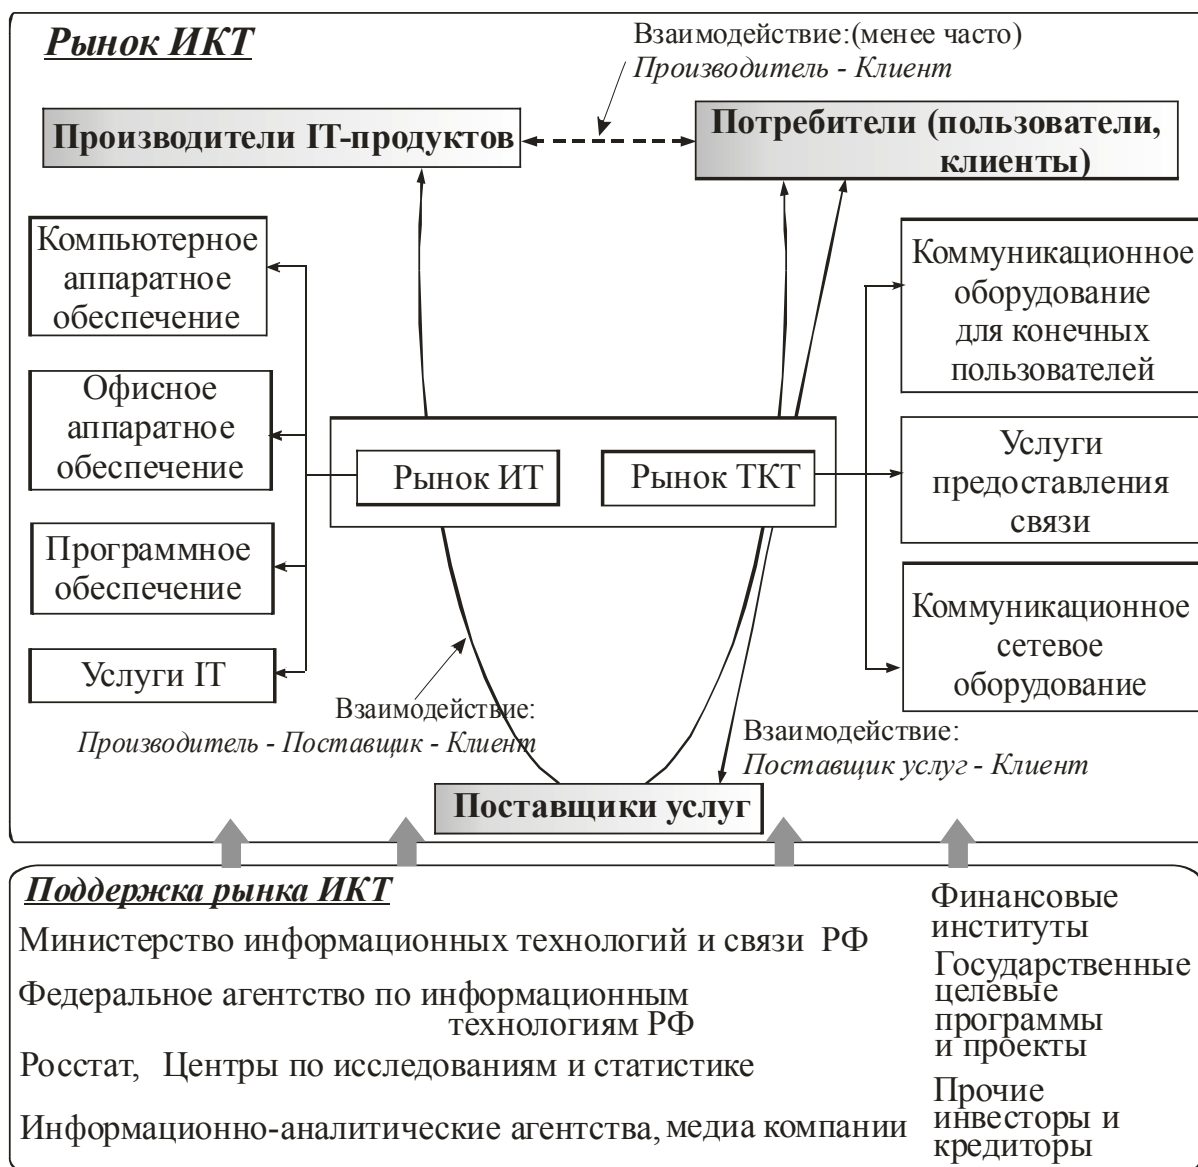 Рынок ИКТ
Взаимодействие:(менее часто)
Производитель - Клиент
Производители IT-продуктов
Потребители (пользователи,
клиенты)
Компьютерное
аппаратное
обеспечение
Офисное
аппаратное
обеспечение
Программное
обеспечение
Услуги IT
Рынок ИТ
Рынок ТКТ
Коммуникационное
оборудование
для конечных
пользователей
Услуги
предоставления
связи
Коммуникационное
сетевое
оборудование
Взаимодействие:
Производитель - Поставщик - Клиент
Взаимодействие:
Поставщик услуг - Клиент
Поставщики услуг
Поддержка рынка ИКТ
Министерство информационных технологий и связи РФ
Федеральное агентство по информационным
технологиям РФ
Росстат, Центры по исследованиям и статистике
Информационно-аналитические агентства, медиа компании
Финансовые
институты
Государственные
целевые
программы
и проекты
Прочие
инвесторы и
кредиторы